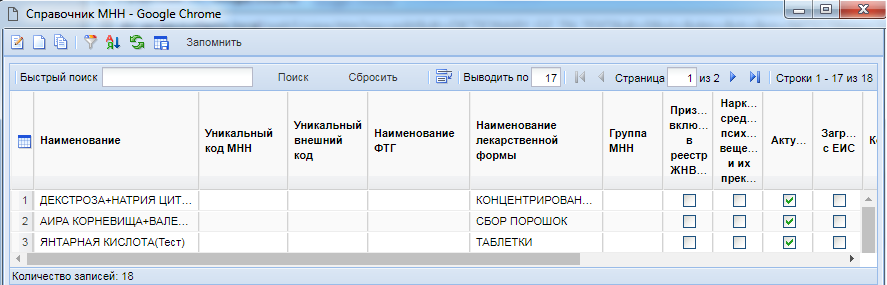 Справочник МНН - Google Chrome
Запомнить
Быстрый поиск Поиск Сбросить Выводить по 17 Страница 1 из 2 Строки 1 - 17 из 18
Наименование
Уникальный код МНН
Уникальный внешний код
Наименование ФТГ
Наименование лекарственной формы
Группа МНН
Приз... вклю... в реестр ЖНВ...
Нарк... сред... псих... веще... и их прек...
Акту...
Загр... с ЕИС
К
1 ДЕКСТРОЗА+НАТРИЯ ЦИТ... КОНЦЕНТРИРОВАН...
2 АИРА КОРНЕВИЩА+ВАЛЕ... СБОР ПОРОШОК
3 ЯНТАРНАЯ КИСЛОТА(Тест) ТАБЛЕТКИ
Количество записей: 18